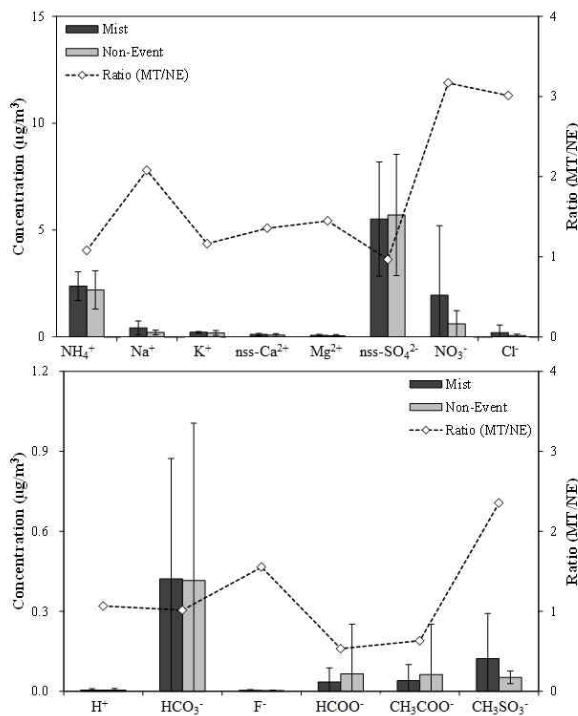 15
10
5
0
Concentration (µg/m³)
Mist
Non-Event
Ratio (MT/NE)
4
3
2
1
0
Ratio (MT/NE)
NH₄⁺ Na⁺ K⁺ nss-Ca²⁺ Mg²⁺ nss-SO₄²⁻ NO₃⁻ Cl⁻
1.2
0.9
0.6
0.3
0.0
Concentration (µg/m³)
Mist
Non-Event
Ratio (MT/NE)
4
3
2
1
0
Ratio (MT/NE)
H⁺ HCO₃⁻ F⁻ HCOO⁻ CH₃COO⁻ CH₃SO₃⁻